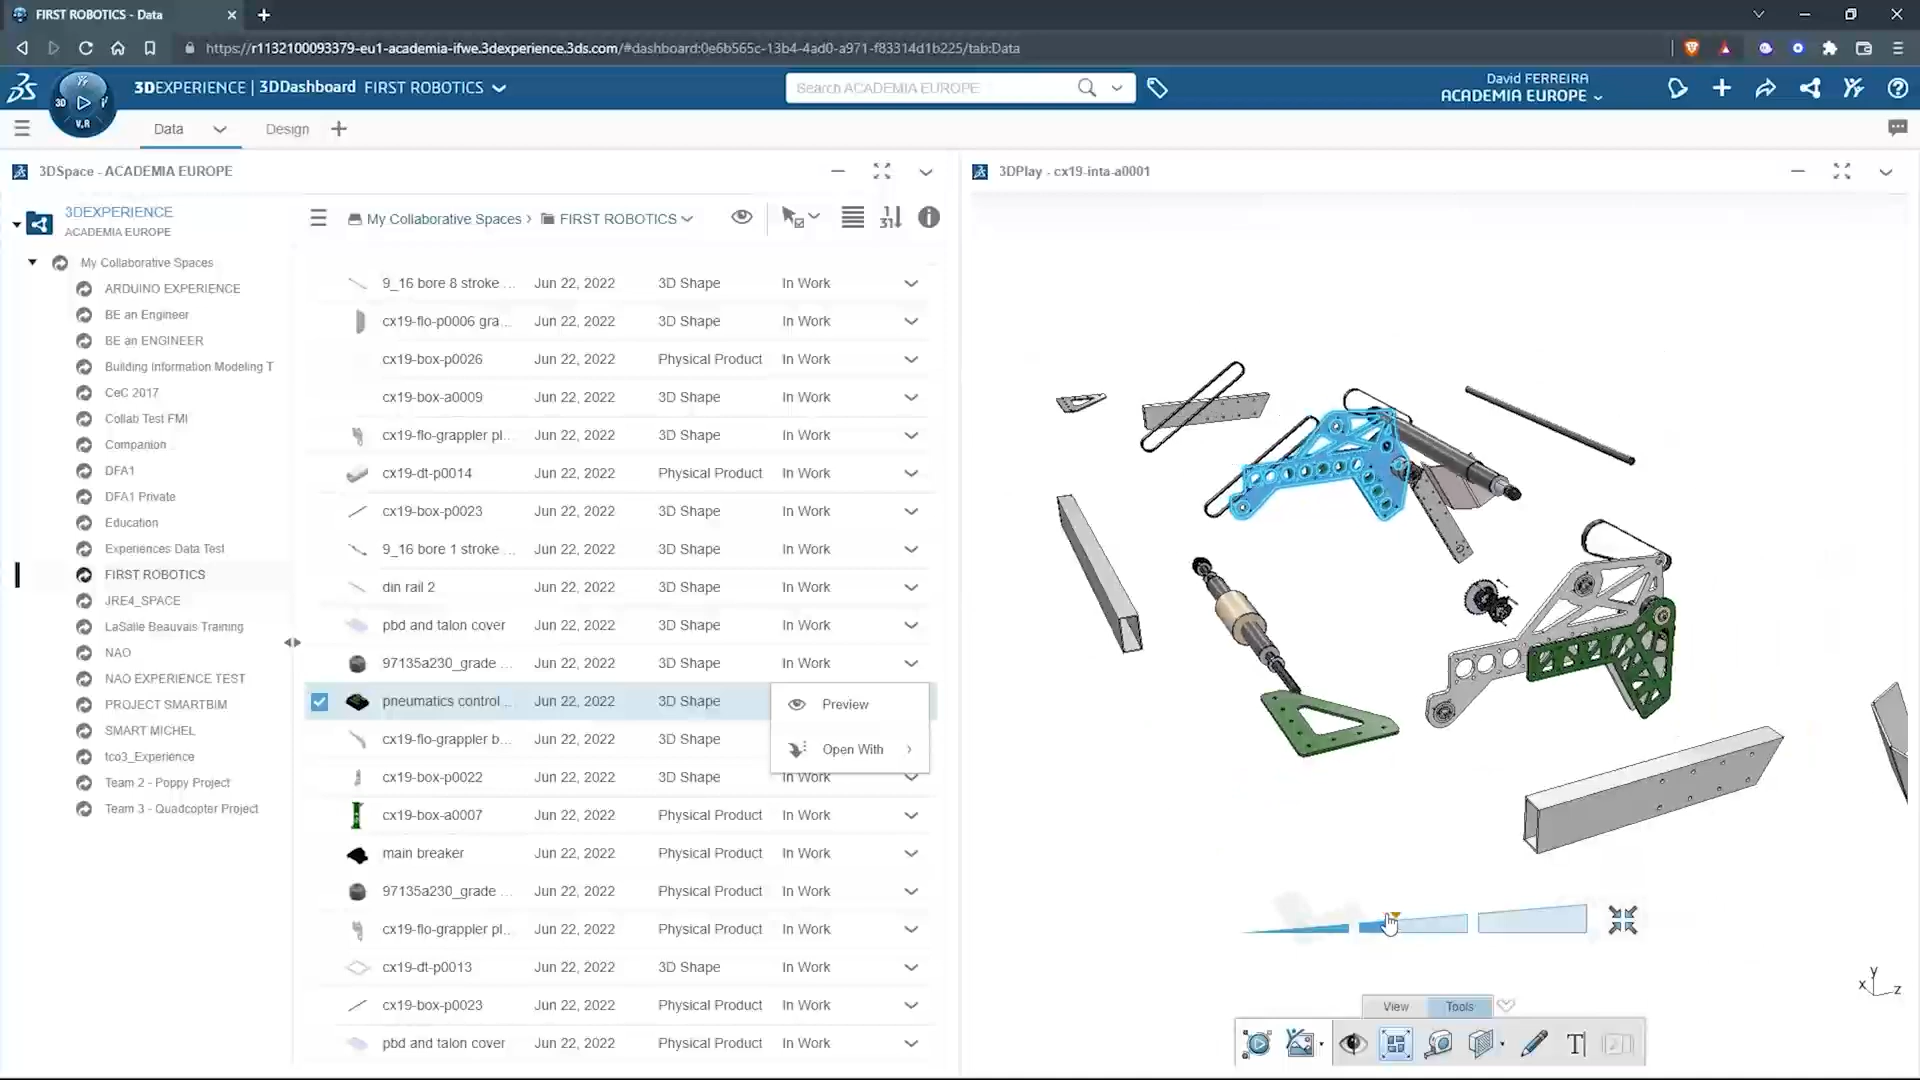 FIRST ROBOTICS - Data
https://r1132100093379-eu1-academia-ifwe.3dexperience.3ds.com/#dashboard:0e6b565c-13b4-4ad0-a971-f83314d1b225/tab:Data
3DEXPERIENCE | 3DDashboard FIRST ROBOTICS
Search ACADEMIA EUROPE
David FERREIRA
ACADEMIA EUROPE
3D
V,R
Data
Design
3DSpace - ACADEMIA EUROPE
3DPlay - cx19-inta-a0001
3DEXPERIENCE
ACADEMIA EUROPE
My Collaborative Spaces
ARDUINO EXPERIENCE
BE an Engineer
BE an ENGINEER
Building Information Modeling T
CeC 2017
Collab Test FMI
Companion
DFA1
DFA1 Private
Education
Experiences Data Test
FIRST ROBOTICS
JRE4_SPACE
LaSalle Beauvais Training
NAO
NAO EXPERIENCE TEST
PROJECT SMARTBIM
SMART MICHEL
tco3_Experience
Team 2 - Poppy Project
Team 3 - Quadcopter Project
My Collaborative Spaces › FIRST ROBOTICS
31
9_16 bore 8 stroke ... Jun 22, 2022 3D Shape In Work
cx19-flo-p0006 gra... Jun 22, 2022 3D Shape In Work
cx19-box-p0026 Jun 22, 2022 Physical Product In Work
cx19-box-a0009 Jun 22, 2022 3D Shape In Work
cx19-flo-grappler pl... Jun 22, 2022 3D Shape In Work
cx19-dt-p0014 Jun 22, 2022 Physical Product In Work
cx19-box-p0023 Jun 22, 2022 3D Shape In Work
9_16 bore 1 stroke ... Jun 22, 2022 3D Shape In Work
din rail 2 Jun 22, 2022 3D Shape In Work
pbd and talon cover Jun 22, 2022 3D Shape In Work
97135a230_grade ... Jun 22, 2022 3D Shape In Work
pneumatics control ... Jun 22, 2022 3D Shape
Preview
Open With
cx19-flo-grappler b... Jun 22, 2022 3D Shape
cx19-box-p0022 Jun 22, 2022 3D Shape In Work
cx19-box-a0007 Jun 22, 2022 Physical Product In Work
main breaker Jun 22, 2022 Physical Product In Work
97135a230_grade ... Jun 22, 2022 Physical Product In Work
cx19-flo-grappler pl... Jun 22, 2022 Physical Product In Work
cx19-dt-p0013 Jun 22, 2022 3D Shape In Work
cx19-box-p0023 Jun 22, 2022 Physical Product In Work
pbd and talon cover Jun 22, 2022 Physical Product In Work
y
x
z
View
Tools
T